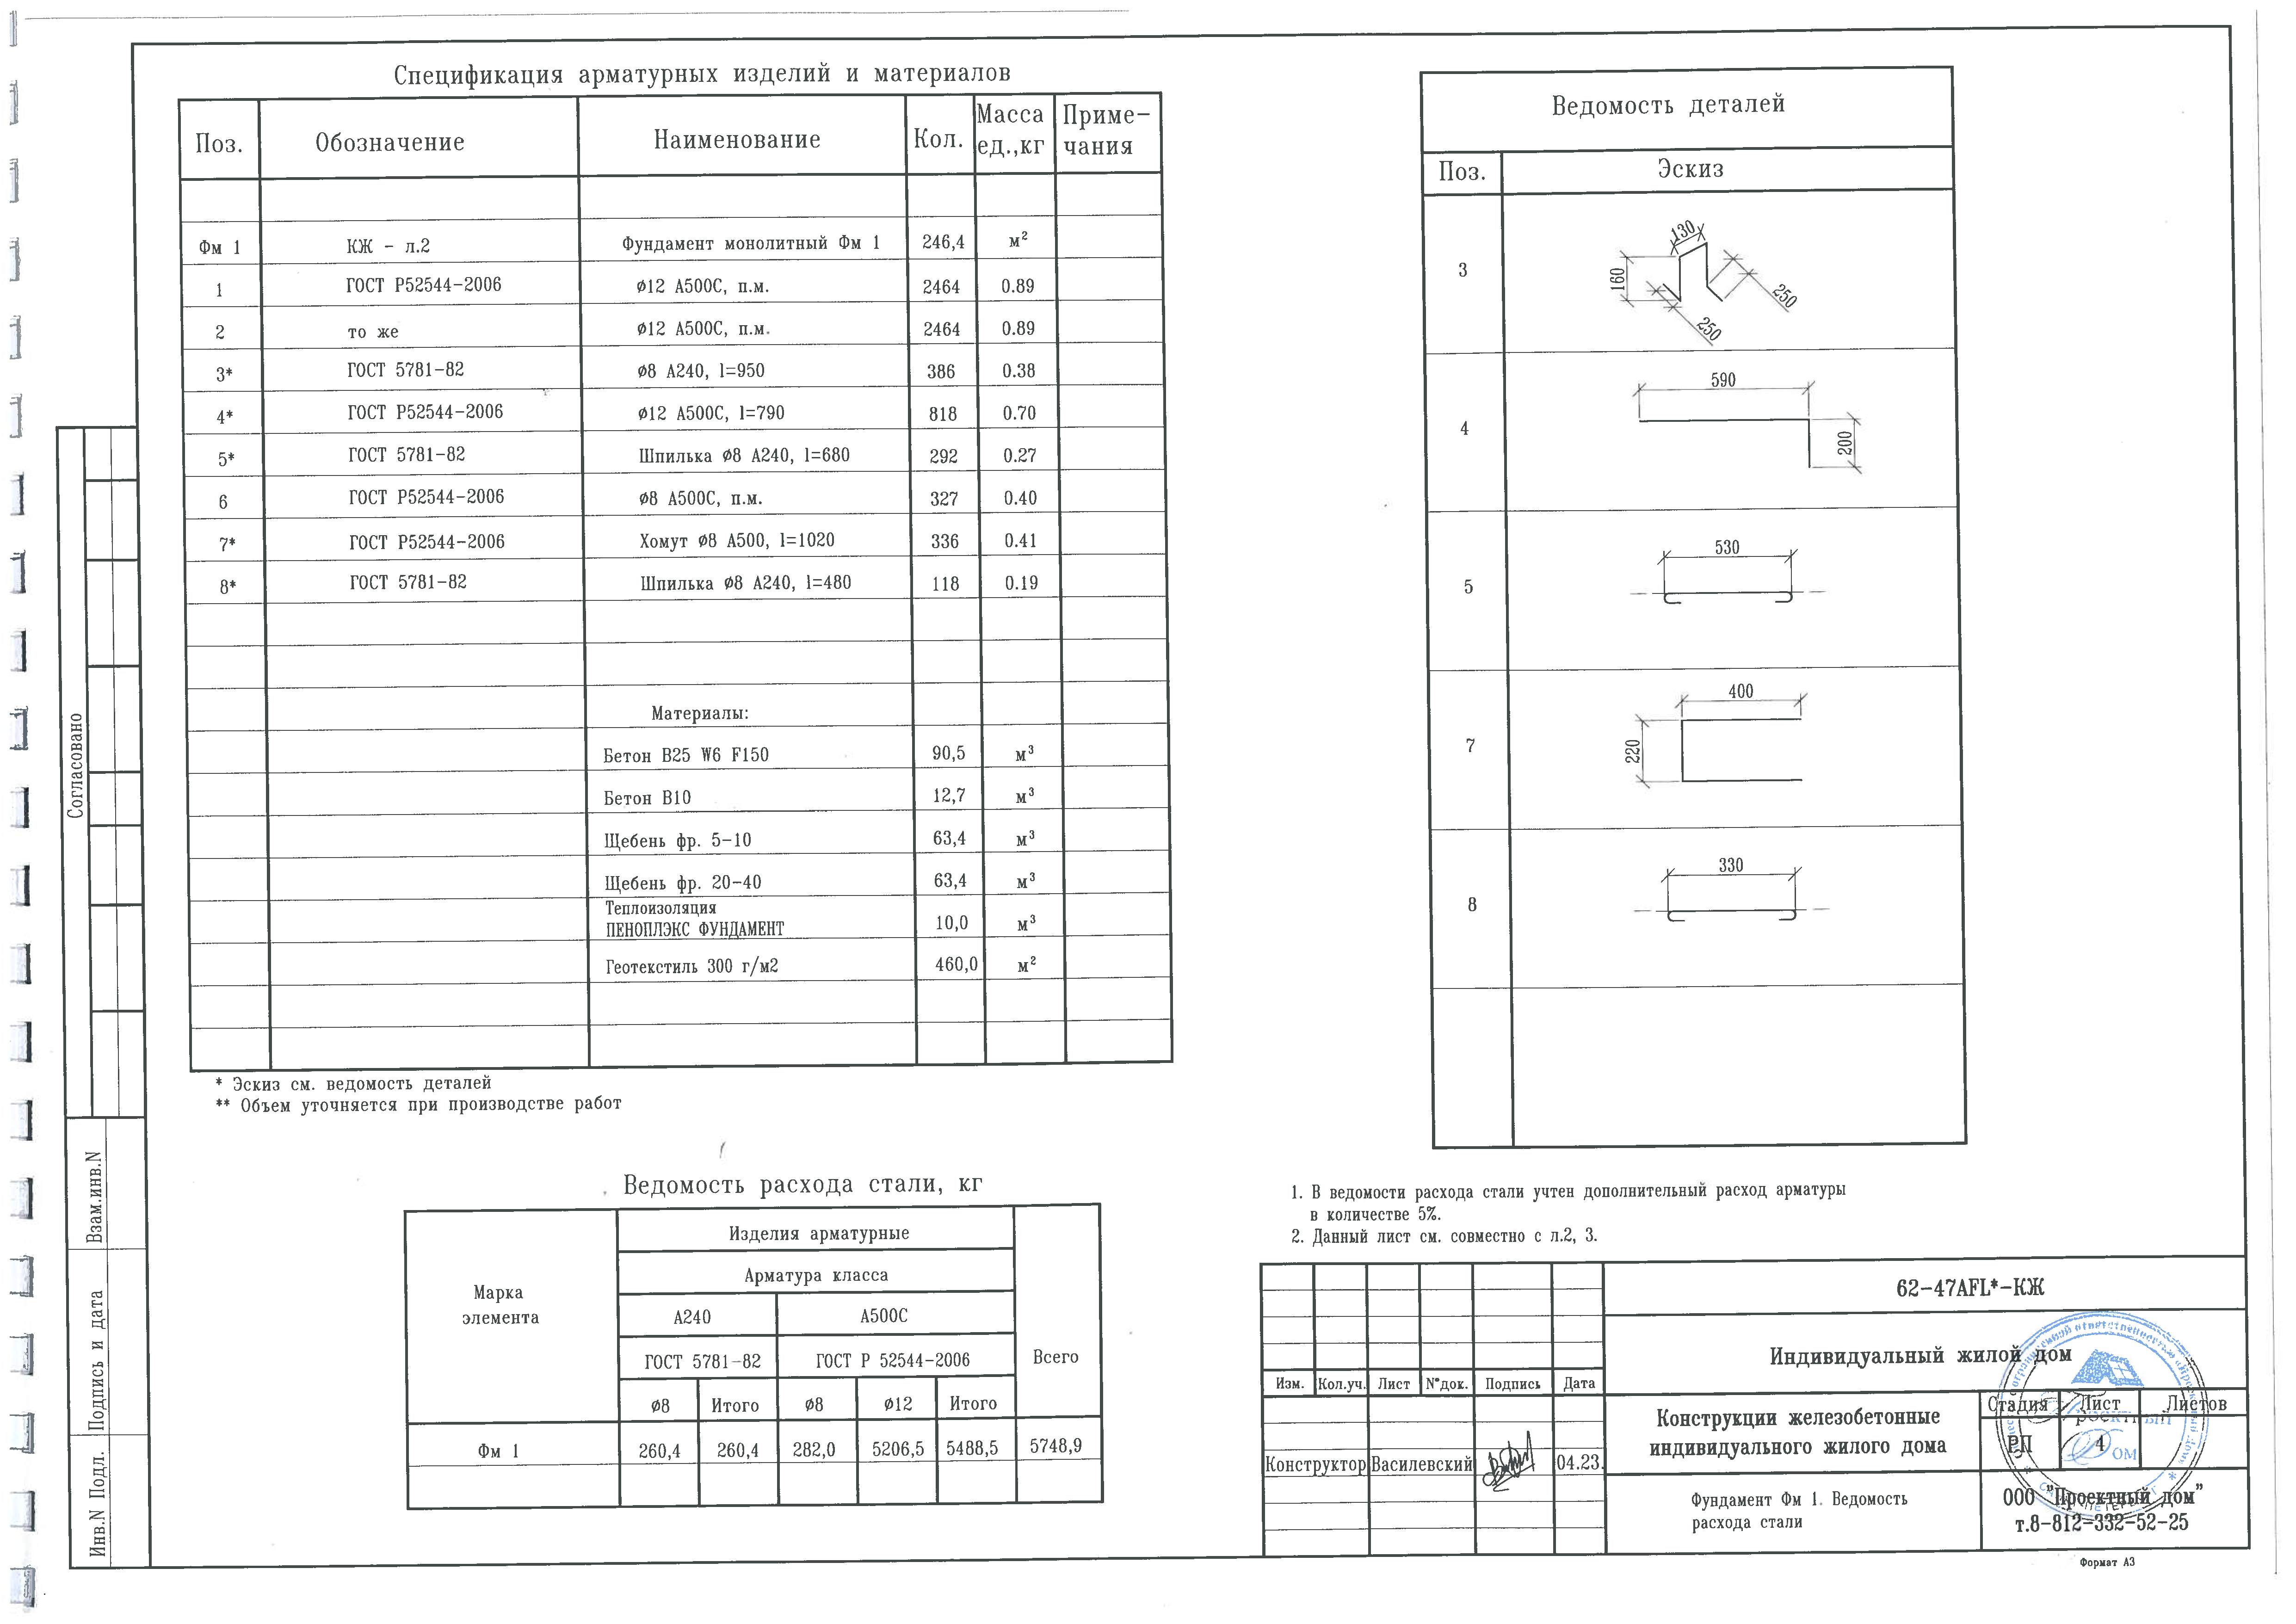 Спецификация арматурных изделий и материалов
Поз. Обозначение Наименование Кол. Масса ед.,кг Приме-чания
Фм 1 КЖ - л.2 Фундамент монолитный Фм 1 246,4 м²
1 ГОСТ Р52544-2006 ø12 А500С, п.м. 2464 0.89
2 то же ø12 А500С, п.м. 2464 0.89
3* ГОСТ 5781-82 ø8 А240, l=950 386 0.38
4* ГОСТ Р52544-2006 ø12 А500С, l=790 818 0.70
5* ГОСТ 5781-82 Шпилька ø8 А240, l=680 292 0.27
6 ГОСТ Р52544-2006 ø8 А500С, п.м. 327 0.40
7* ГОСТ Р52544-2006 Хомут ø8 А500, l=1020 336 0.41
8* ГОСТ 5781-82 Шпилька ø8 А240, l=480 118 0.19
Материалы:
Бетон В25 W6 F150 90,5 м³
Бетон В10 12,7 м³
Щебень фр. 5-10 63,4 м³
Щебень фр. 20-40 63,4 м³
Теплоизоляция
ПЕНОПЛЭКС ФУНДАМЕНТ 10,0 м³
Геотекстиль 300 г/м2 460,0 м²
* Эскиз см. ведомость деталей
** Объем уточняется при производстве работ
Ведомость деталей
Поз. Эскиз
3
130
160
250
250
4
590
200
5
530
7
400
220
8
330
Ведомость расхода стали, кг
Марка элемента
Изделия арматурные
Арматура класса
А240 А500С
ГОСТ 5781-82 ГОСТ Р 52544-2006
Всего
ø8 Итого ø8 ø12 Итого
Фм 1 260,4 260,4 282,0 5206,5 5488,5 5748,9
1. В ведомости расхода стали учтен дополнительный расход арматуры
в количестве 5%.
2. Данный лист см. совместно с л.2, 3.
62-47AFL*-КЖ
Индивидуальный жилой дом
Изм. Кол.уч. Лист N°док. Подпись Дата
Конструкции железобетонные
индивидуального жилого дома
Стадия Лист Листов
РП 4
Конструктор Василевский 04.23.
Фундамент Фм 1. Ведомость
расхода стали
ООО "Проектный дом"
т.8-812-332-52-25
Формат А3
Согласовано
Взам.инв.N
Подпись и дата
Инв.N Подл.